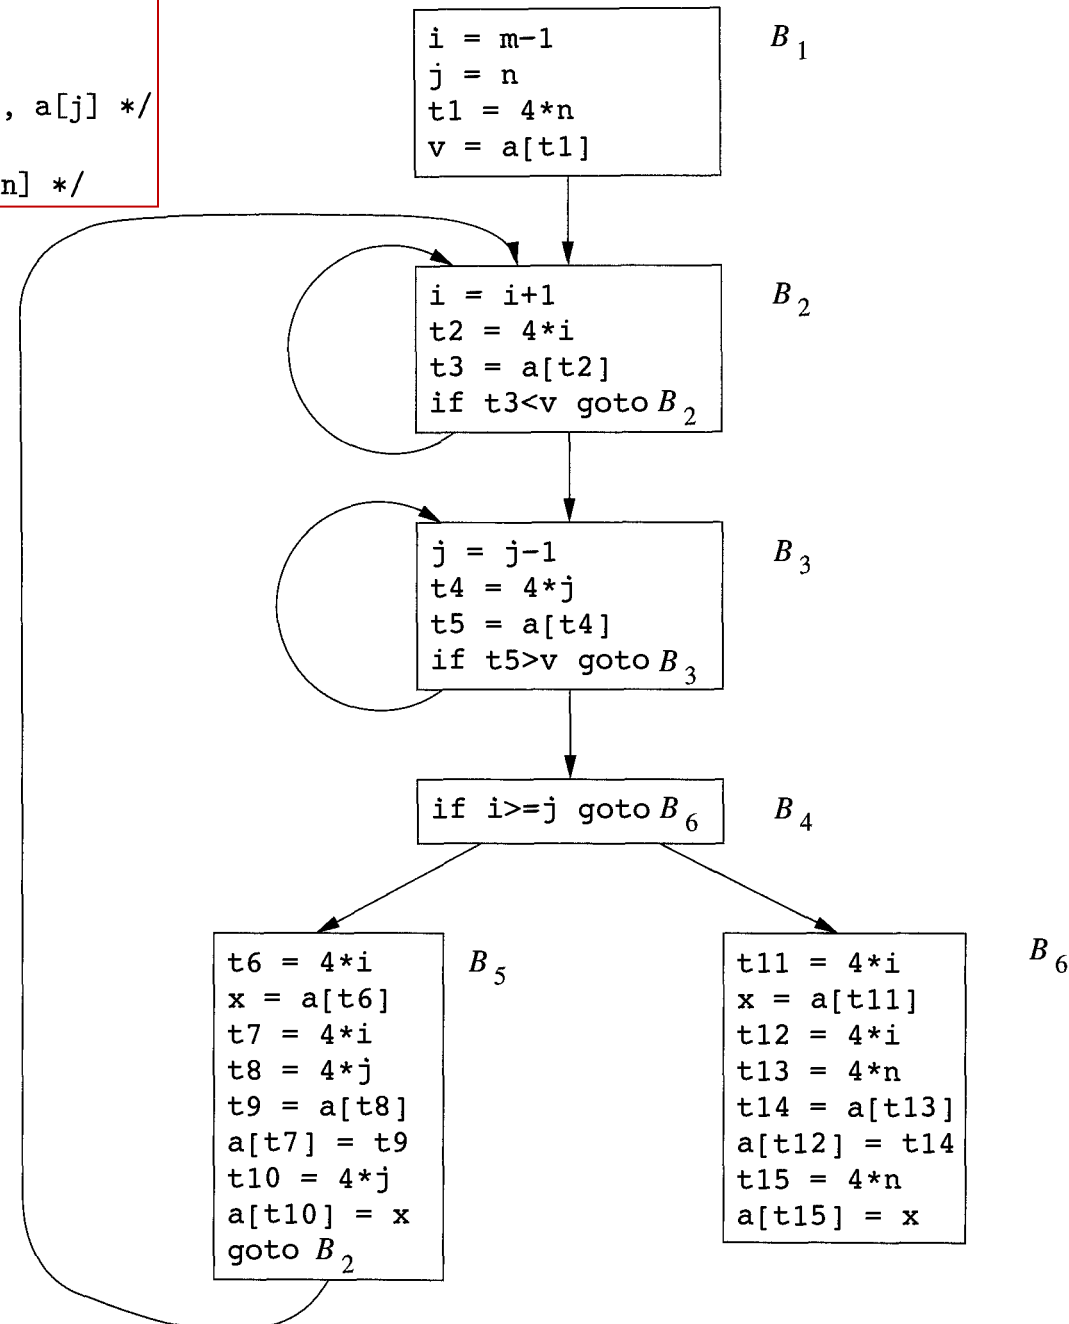 , a[j] */
n] */
i = m-1
j = n
t1 = 4*n
v = a[t1]
B1
i = i+1
t2 = 4*i
t3 = a[t2]
if t3<v goto B2
B2
j = j-1
t4 = 4*j
t5 = a[t4]
if t5>v goto B3
B3
if i>=j goto B6
B4
t6 = 4*i
x = a[t6]
t7 = 4*i
t8 = 4*j
t9 = a[t8]
a[t7] = t9
t10 = 4*j
a[t10] = x
goto B2
B5
t11 = 4*i
x = a[t11]
t12 = 4*i
t13 = 4*n
t14 = a[t13]
a[t12] = t14
t15 = 4*n
a[t15] = x
B6